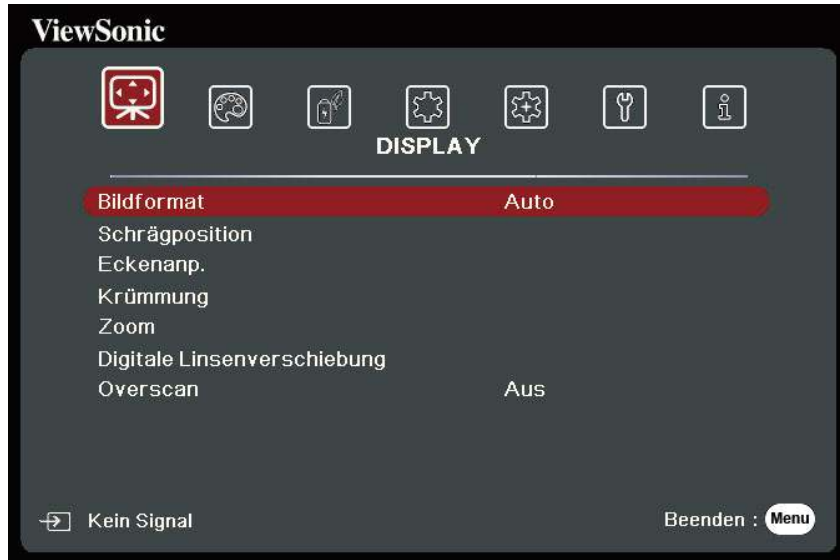 ViewSonic
DISPLAY
Bildformat Auto
Schrägposition
Eckenanp.
Krümmung
Zoom
Digitale Linsenverschiebung
Overscan Aus
Kein Signal Beenden : Menu